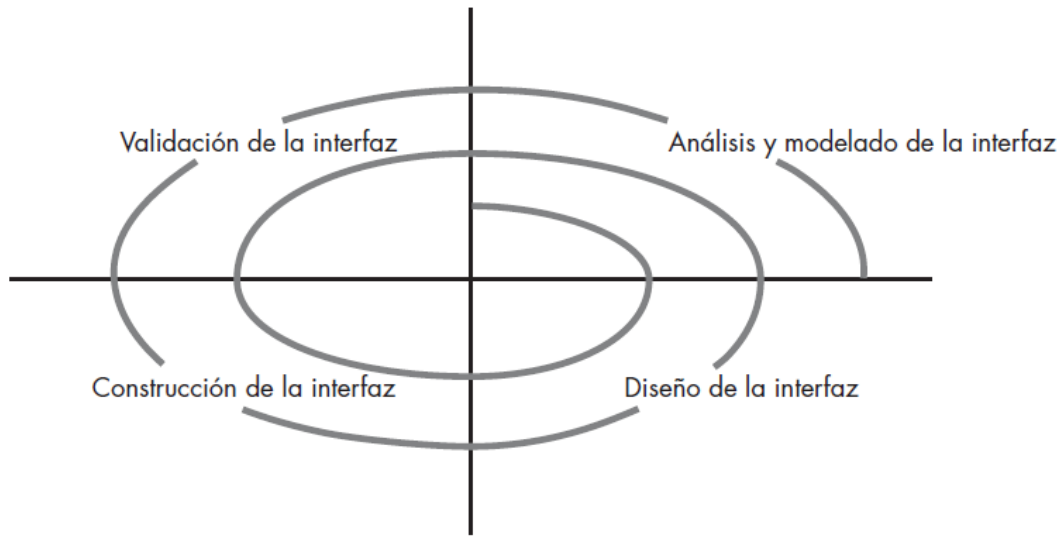 Validación de la interfaz
Análisis y modelado de la interfaz
Construcción de la interfaz
Diseño de la interfaz